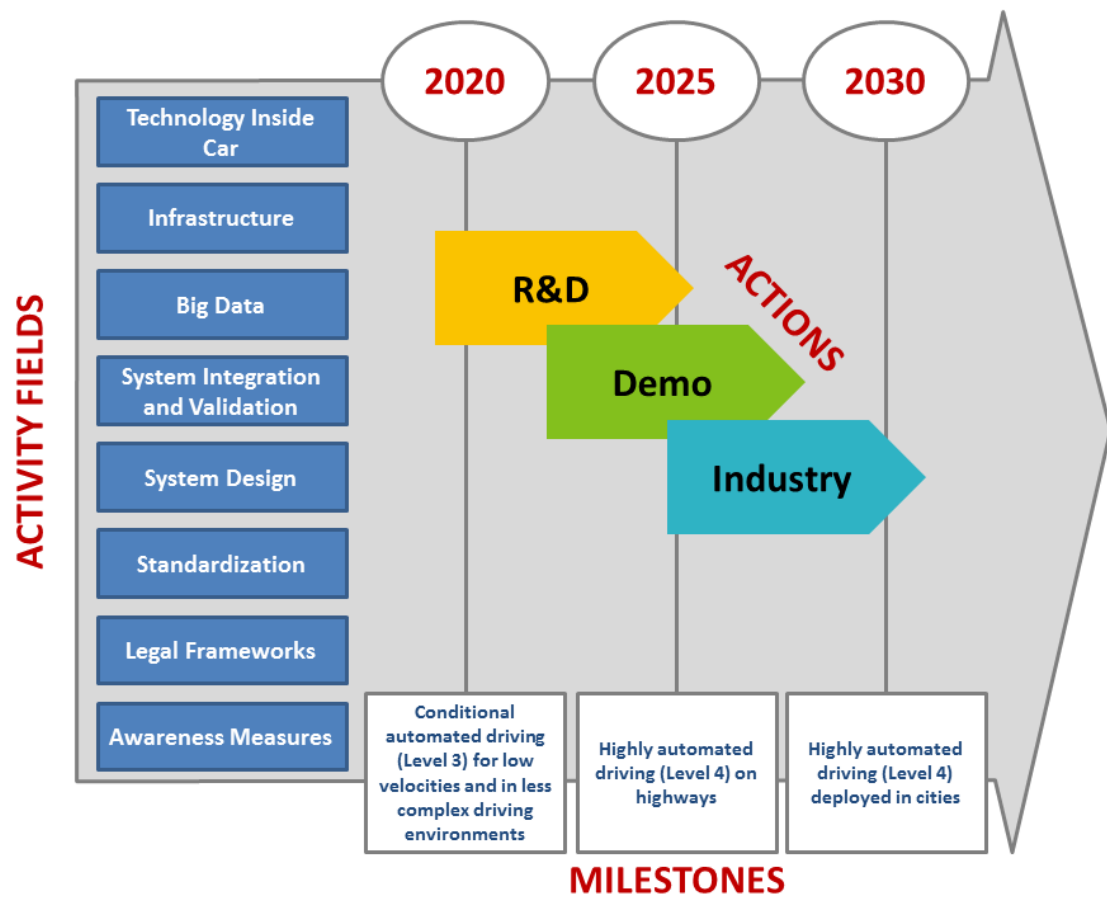 2020
2025
2030
ACTIVITY FIELDS
Technology Inside
Car
Infrastructure
Big Data
System Integration
and Validation
System Design
Standardization
Legal Frameworks
Awareness Measures
R&D
Demo
Industry
ACTIONS
Conditional
automated driving
(Level 3) for low
velocities and in less
complex driving
environments
Highly automated
driving (Level 4) on
highways
Highly automated
driving (Level 4)
deployed in cities
MILESTONES